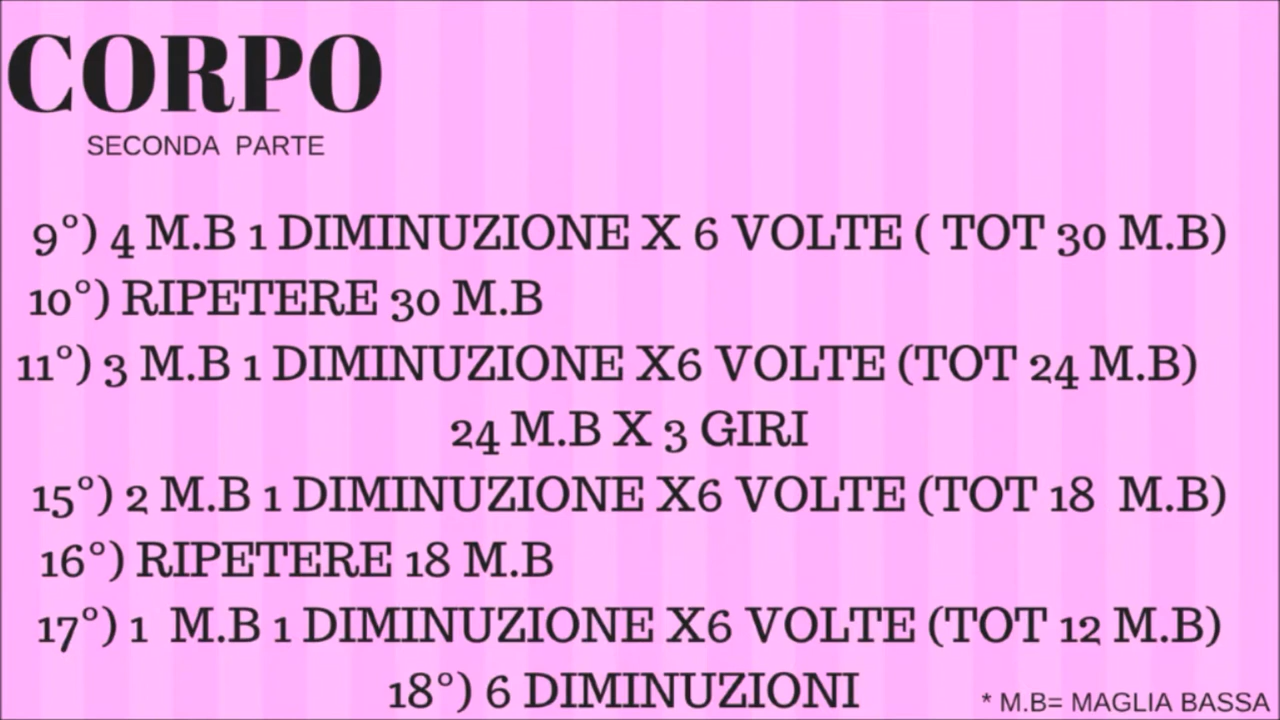 CORPO
SECONDA PARTE
9°) 4 M.B 1 DIMINUZIONE X 6 VOLTE ( TOT 30 M.B)
10°) RIPETERE 30 M.B
11°) 3 M.B 1 DIMINUZIONE X6 VOLTE (TOT 24 M.B)
24 M.B X 3 GIRI
15°) 2 M.B 1 DIMINUZIONE X6 VOLTE (TOT 18 M.B)
16°) RIPETERE 18 M.B
17°) 1 M.B 1 DIMINUZIONE X6 VOLTE (TOT 12 M.B)
18°) 6 DIMINUZIONI
* M.B= MAGLIA BASSA